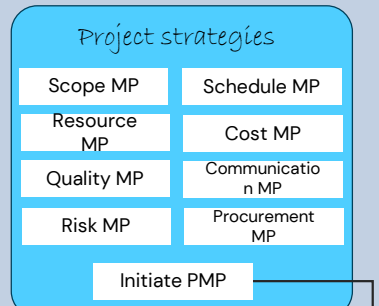 Project strategies
Scope MP
Schedule MP
Resource
MP
Cost MP
Quality MP
Communicatio
n MP
Risk MP
Procurement
MP
Initiate PMP